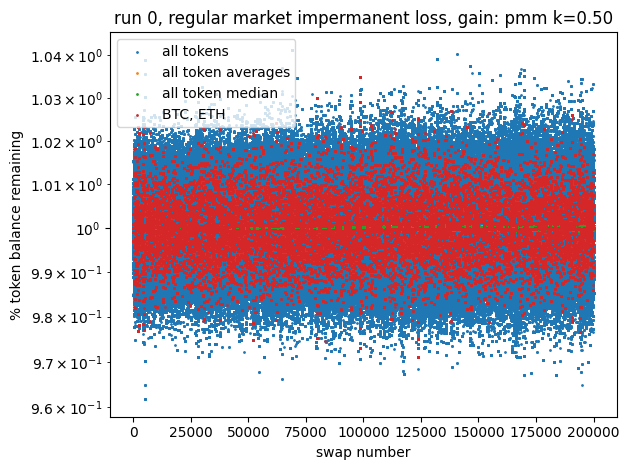 run 0, regular market impermanent loss, gain: pmm k=0.50
all tokens
all token averages
all token median
BTC, ETH
% token balance remaining
1.04 × 10⁰
1.03 × 10⁰
1.02 × 10⁰
1.01 × 10⁰
10⁰
9.9 × 10⁻¹
9.8 × 10⁻¹
9.7 × 10⁻¹
9.6 × 10⁻¹
0 25000 50000 75000 100000 125000 150000 175000 200000
swap number